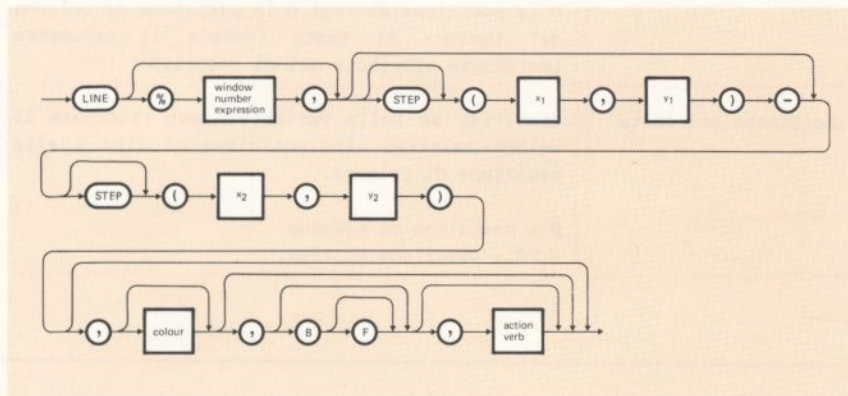 LINE % window number expression , STEP ( x₁ , y₁ ) –
STEP ( x₂ , y₂ )
, colour , B F , action verb